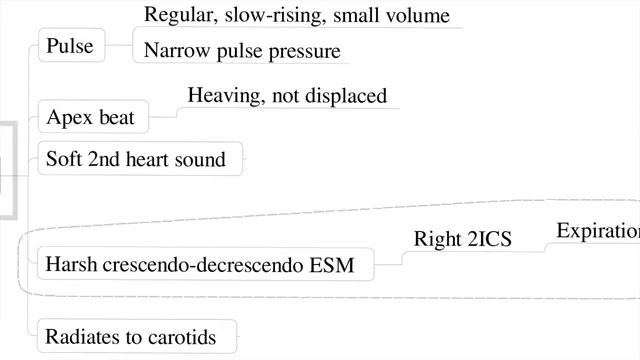 Regular, slow-rising, small volume
Pulse
Narrow pulse pressure
Heaving, not displaced
Apex beat
Soft 2nd heart sound
Right 2ICS
Harsh crescendo-decrescendo ESM
Radiates to carotids